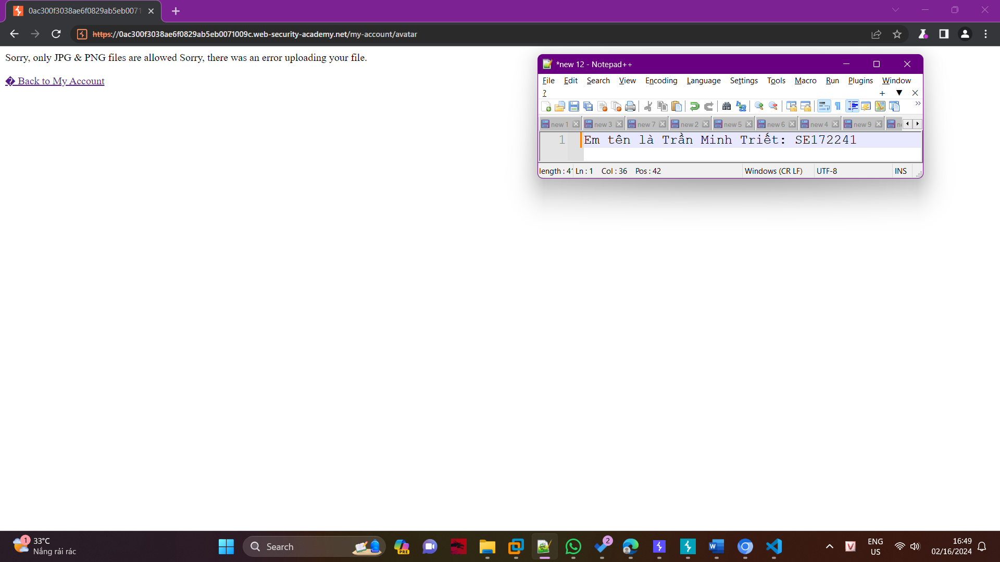 0ac300f3038ae6f0829ab5eb0071
https://0ac300f3038ae6f0829ab5eb0071009c.web-security-academy.net/my-account/avatar
Sorry, only JPG & PNG files are allowed Sorry, there was an error uploading your file.
� Back to My Account
*new 12 - Notepad++
File Edit Search View Encoding Language Settings Tools Macro Run Plugins Window
?
new 1 new 3 new 7 new 2 new 5 new 6 new 4 new 9
1 Em tên là Trần Minh Triết: SE172241
length : 41 Ln : 1 Col : 36 Pos : 42 Windows (CR LF) UTF-8 INS
1 33°C
Nắng rải rác
Search
PRE
2
ENG
US
16:49
02/16/2024